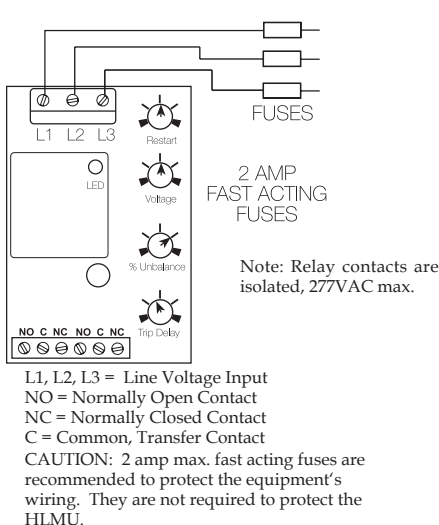 FUSES
L1 L2 L3
Restart
LED
Voltage
2 AMP
FAST ACTING
FUSES
% Unbalance
Note: Relay contacts are
isolated, 277VAC max.
Trip Delay
NO C NC NO C NC
L1, L2, L3 = Line Voltage Input
NO = Normally Open Contact
NC = Normally Closed Contact
C = Common, Transfer Contact
CAUTION: 2 amp max. fast acting fuses are
recommended to protect the equipment's
wiring. They are not required to protect the
HLMU.